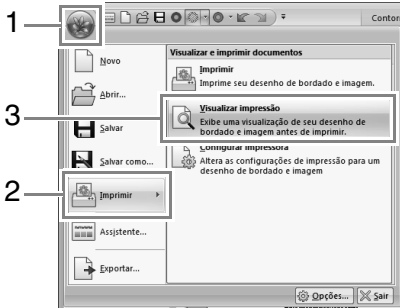 1
Contor
Visualizar e imprimir documentos
Novo
Imprimir
Imprime seu desenho de bordado e imagem.
Abrir...
3
Visualizar impressão
Exibe uma visualização de seu desenho de
bordado e imagem antes de imprimir.
Salvar
Configurar impressora
Salvar como...
Altera as configurações de impressão para um
desenho de bordado e imagem
2
Imprimir
Assistente...
Exportar...
Opções...
Sair